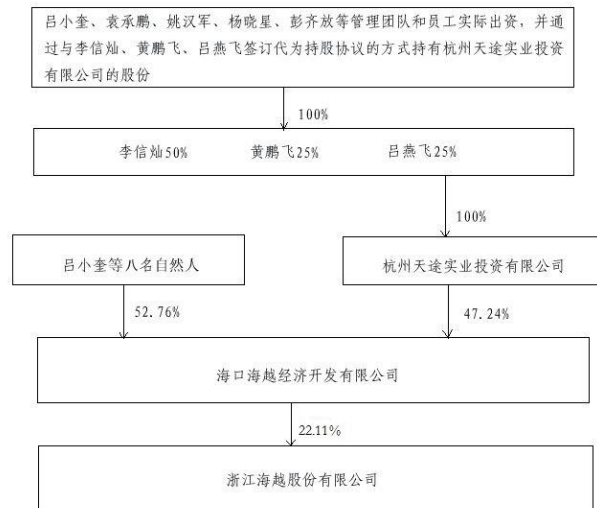 吕小奎、袁承鹏、姚汉军、杨晓星、彭齐放等管理团队和员工实际出资，并通
过与李信灿、黄鹏飞、吕燕飞签订代为持股协议的方式持有杭州天途实业投资
有限公司的股份
100%
李信灿50% 黄鹏飞25% 吕燕飞25%
100%
吕小奎等八名自然人 杭州天途实业投资有限公司
52.76% 47.24%
海口海越经济开发有限公司
22.11%
浙江海越股份有限公司